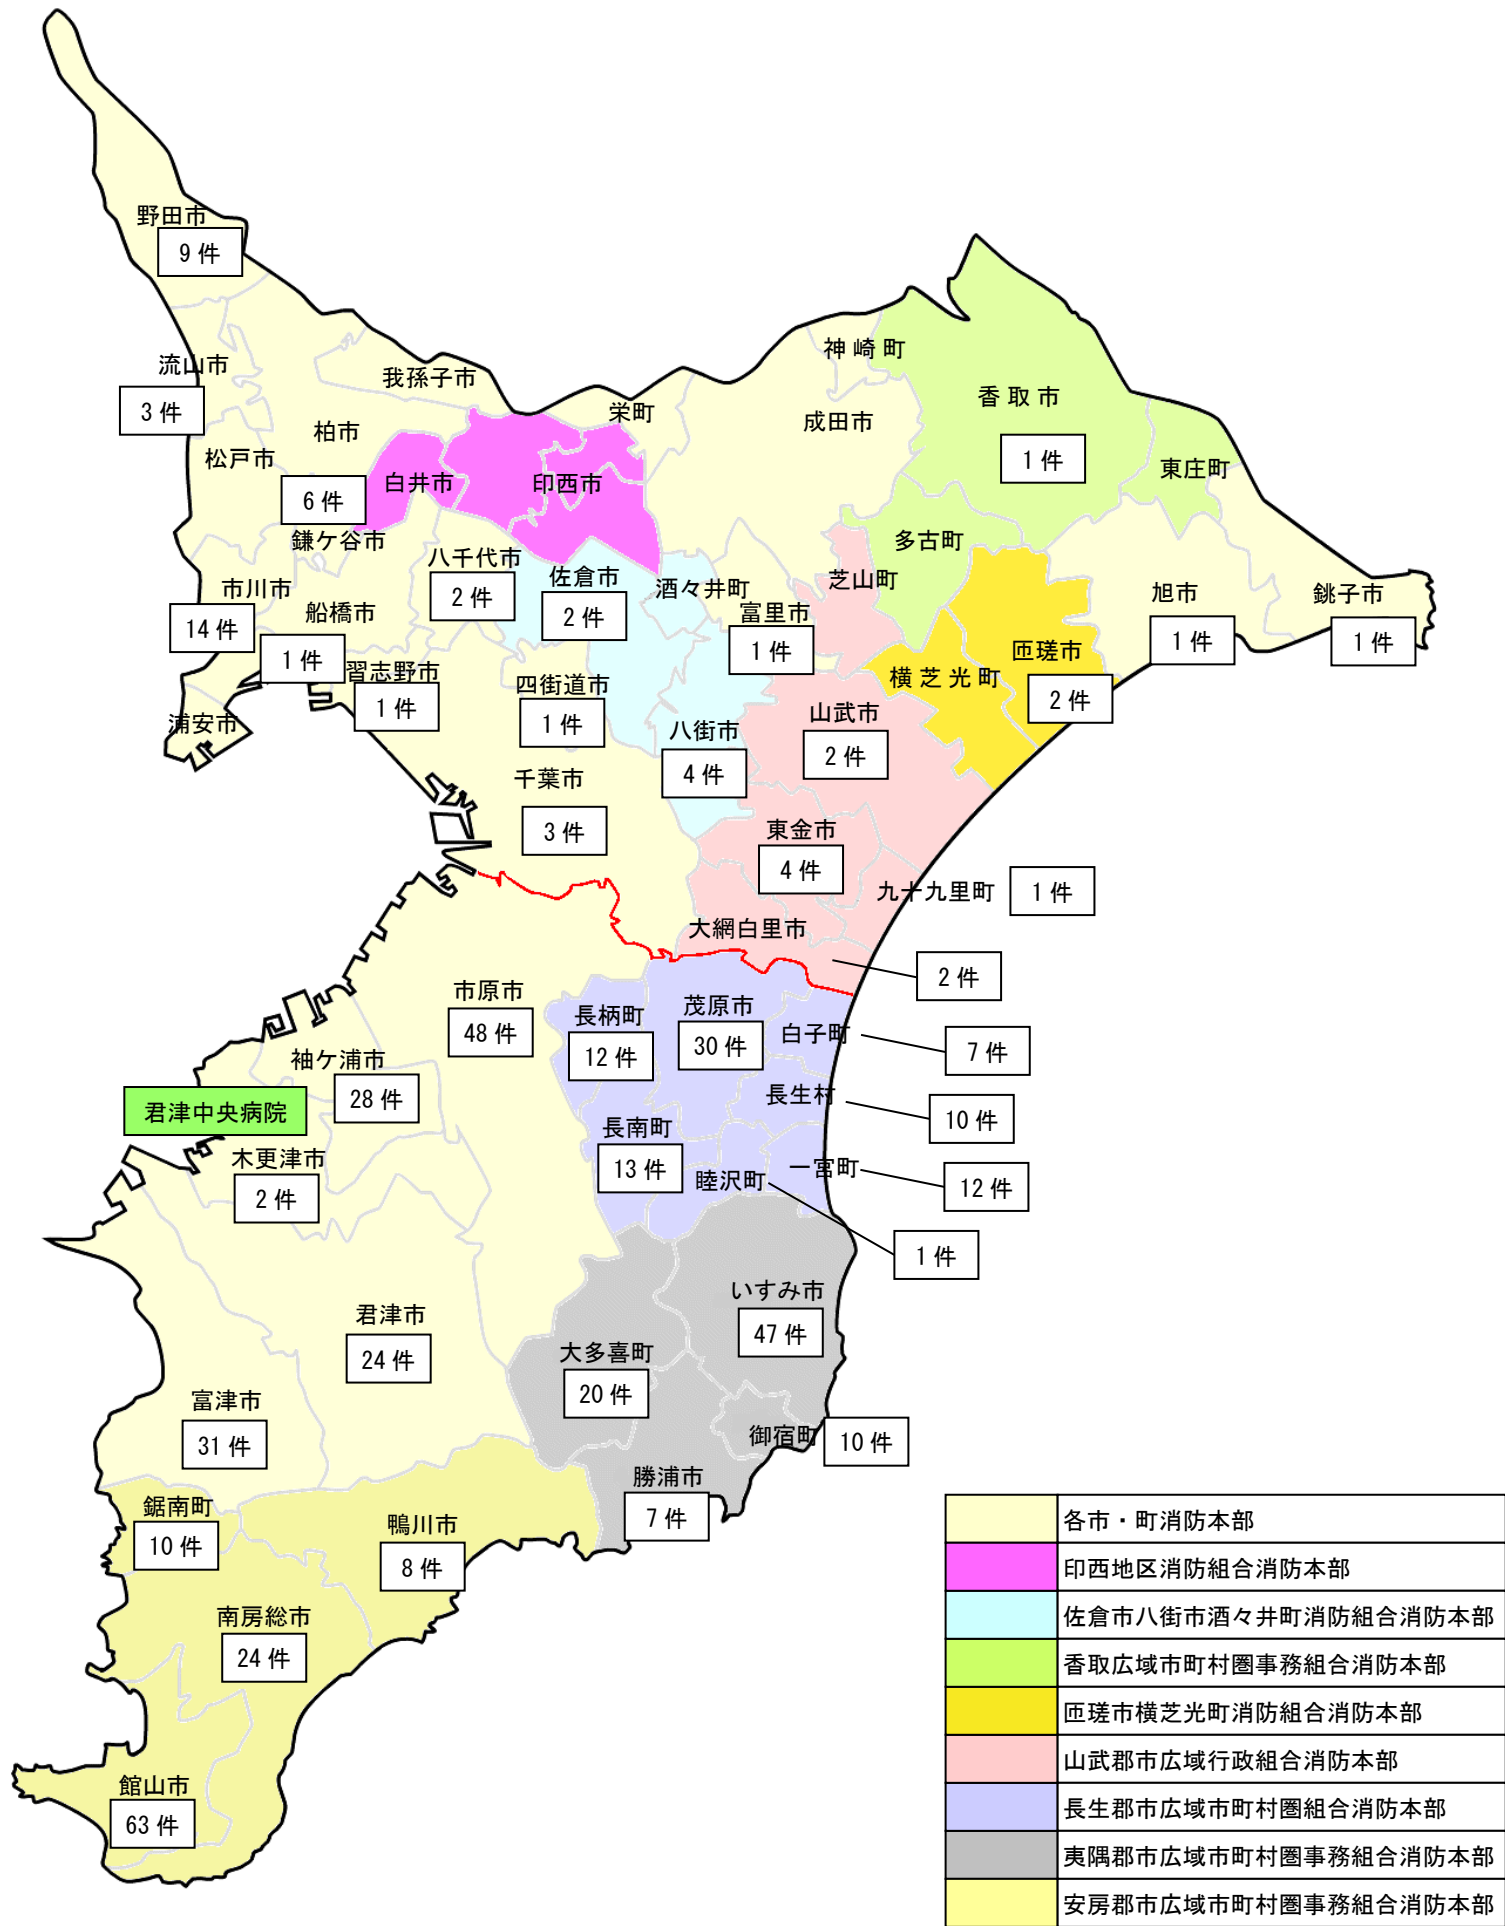 野田市
9 件
流山市
3 件
我孫子市
柏市
6 件
松戸市
白井市
印西市
栄町
成田市
神崎町
香取市
1 件
東庄町
多古町
鎌ケ谷市
八千代市
2 件
佐倉市
2 件
酒々井町
富里市
1 件
芝山町
市川市
14 件
船橋市
1 件
習志野市
1 件
浦安市
四街道市
1 件
八街市
4 件
千葉市
3 件
横芝光町
匝瑳市
2 件
旭市
1 件
銚子市
1 件
山武市
2 件
東金市
4 件
九十九里町
1 件
大網白里市
2 件
市原市
48 件
長柄町
12 件
茂原市
30 件
白子町
7 件
長生村
10 件
袖ケ浦市
28 件
君津中央病院
木更津市
2 件
長南町
13 件
睦沢町
1 件
一宮町
12 件
いすみ市
47 件
大多喜町
20 件
御宿町
10 件
勝浦市
7 件
君津市
24 件
富津市
31 件
鋸南町
10 件
鴨川市
8 件
南房総市
24 件
館山市
63 件
各市・町消防本部
印西地区消防組合消防本部
佐倉市八街市酒々井町消防組合消防本部
香取広域市町村圏事務組合消防本部
匝瑳市横芝光町消防組合消防本部
山武郡市広域行政組合消防本部
長生郡市広域市町村圏組合消防本部
夷隅郡市広域市町村圏事務組合消防本部
安房郡市広域市町村圏事務組合消防本部